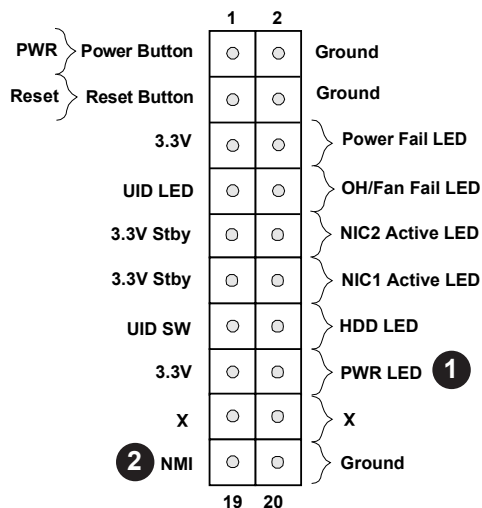 1 2
PWR Power Button Ground
Reset Reset Button Ground
3.3V Power Fail LED
UID LED OH/Fan Fail LED
3.3V Stby NIC2 Active LED
3.3V Stby NIC1 Active LED
UID SW HDD LED
3.3V PWR LED 1
X X
2 NMI Ground
19 20